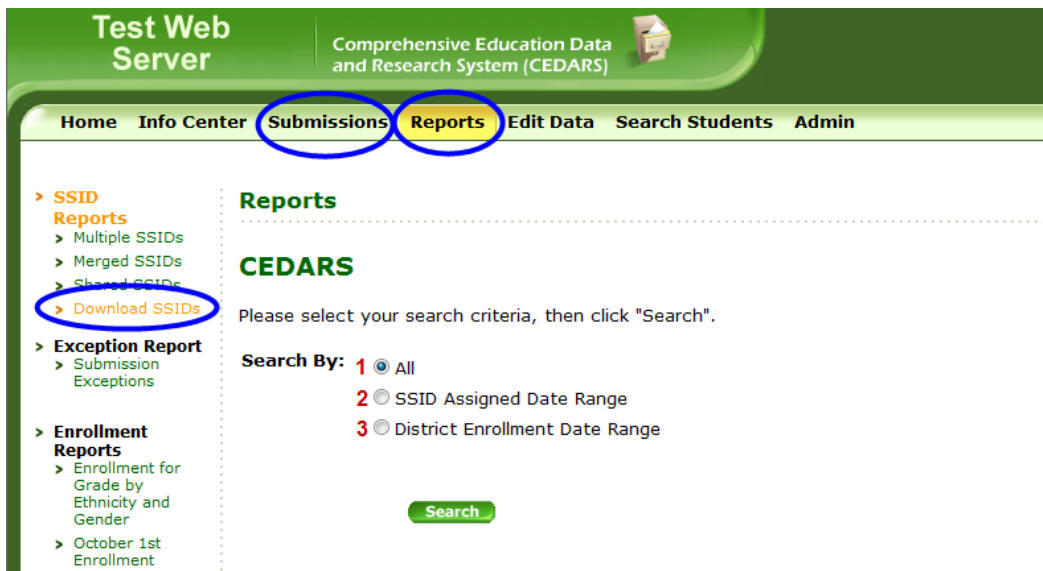 Test Web
Server
Comprehensive Education Data
and Research System (CEDARS)
Home Info Center Submissions Reports Edit Data Search Students Admin
SSID
Reports
Multiple SSIDs
Merged SSIDs
Shared SSIDs
Download SSIDs
Exception Report
Submission
Exceptions
Enrollment
Reports
Enrollment for
Grade by
Ethnicity and
Gender
October 1st
Enrollment
Reports
CEDARS
Please select your search criteria, then click "Search".
Search By: 1 All
2 SSID Assigned Date Range
3 District Enrollment Date Range
Search